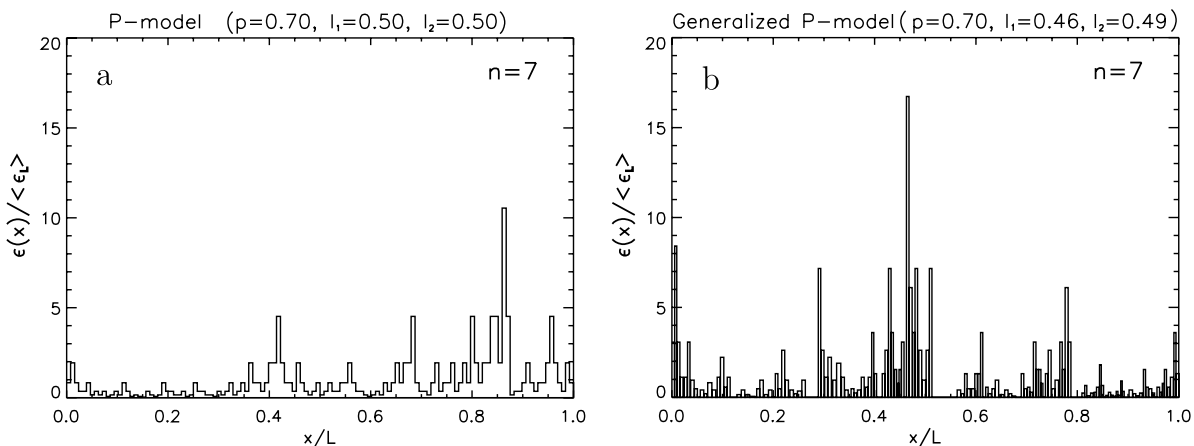 P-model (p=0.70, l₁=0.50, l₂=0.50)
a
n=7
20
15
10
5
0
ϵ(x)/<ϵL>
0.0 0.2 0.4 0.6 0.8 1.0
x/L
Generalized P-model(p=0.70, l₁=0.46, l₂=0.49)
b
n=7
20
15
10
5
0
ϵ(x)/<ϵL>
0.0 0.2 0.4 0.6 0.8 1.0
x/L